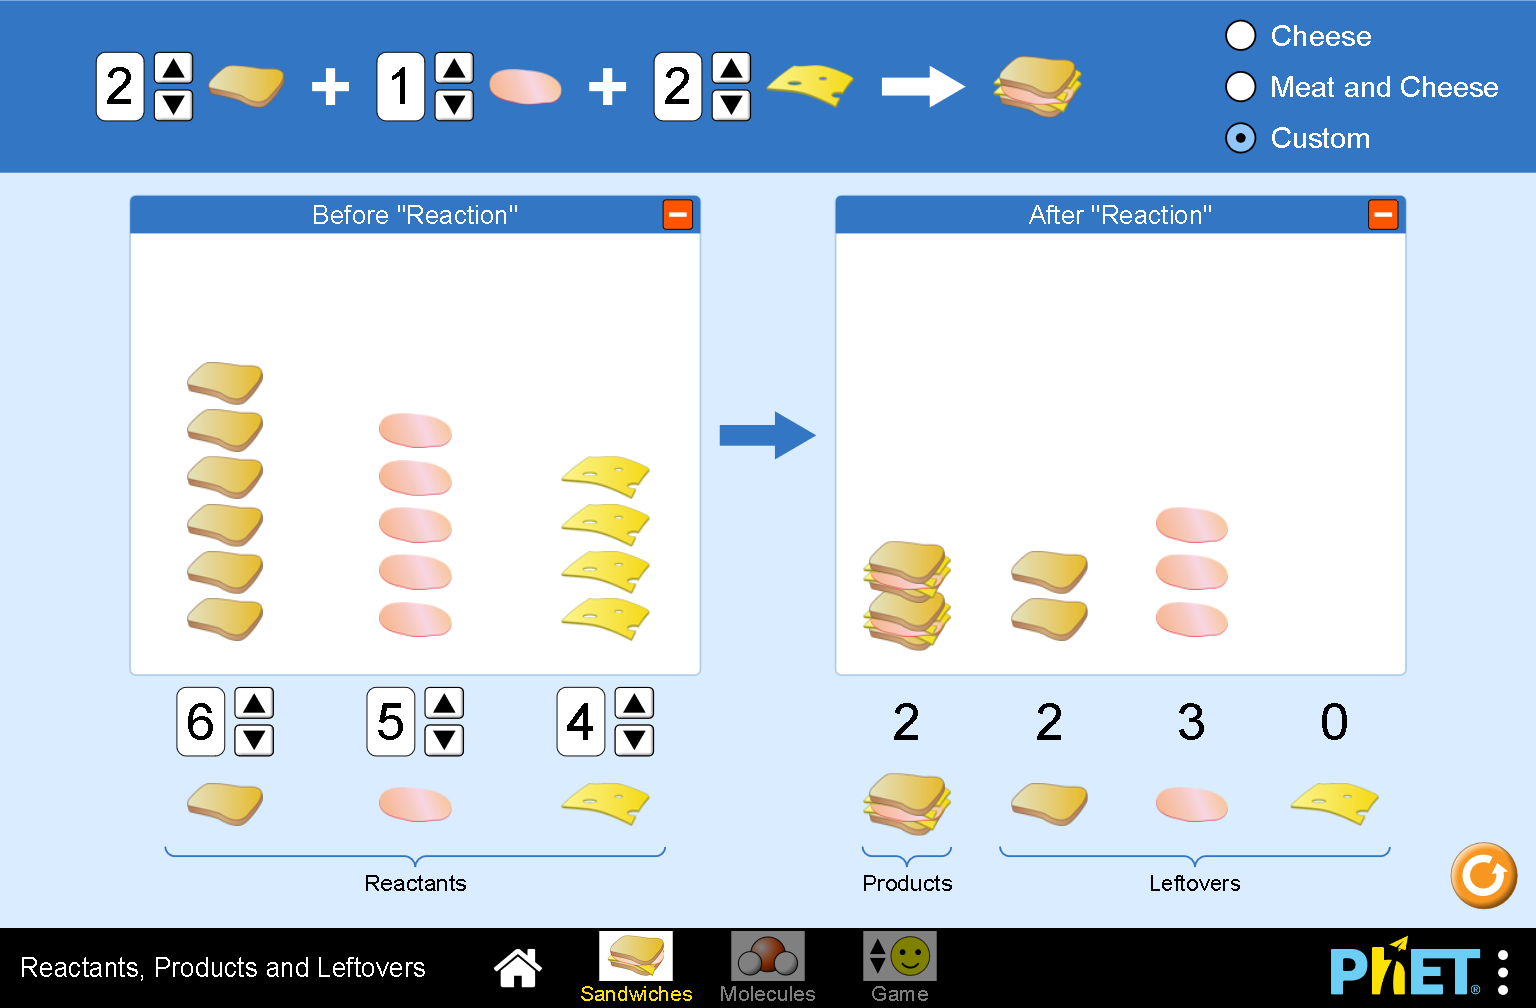 2 + 1 + 2
Cheese
Meat and Cheese
Custom
Before "Reaction"
After "Reaction"
6 5 4
2 2 3 0
Reactants
Products
Leftovers
Reactants, Products and Leftovers
Sandwiches
Molecules
Game
PhET®